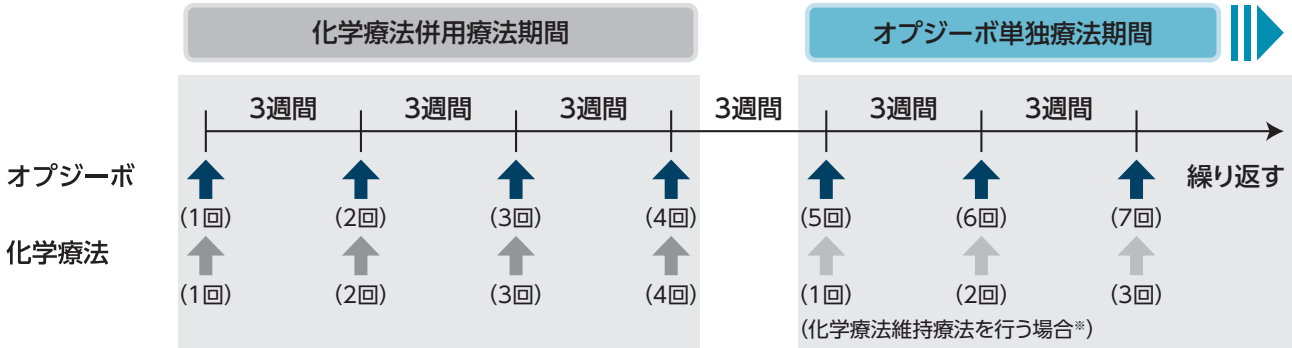 化学療法併用療法期間
オプジーボ単独療法期間
3週間 3週間 3週間 3週間 3週間 3週間
オプジーボ
繰り返す
(1回) (2回) (3回) (4回) (5回) (6回) (7回)
化学療法
(1回) (2回) (3回) (4回) (1回) (2回) (3回)
(化学療法維持療法を行う場合※)